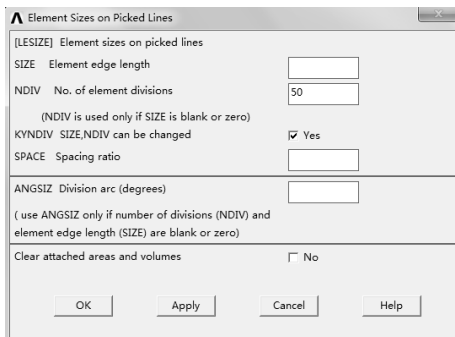 Element Sizes on Picked Lines
[LESIZE] Element sizes on picked lines
SIZE Element edge length
NDIV No. of element divisions 50
(NDIV is used only if SIZE is blank or zero)
KYNDIV SIZE,NDIV can be changed Yes
SPACE Spacing ratio
ANGSIZ Division arc (degrees)
( use ANGSIZ only if number of divisions (NDIV) and
element edge length (SIZE) are blank or zero)
Clear attached areas and volumes No
OK Apply Cancel Help